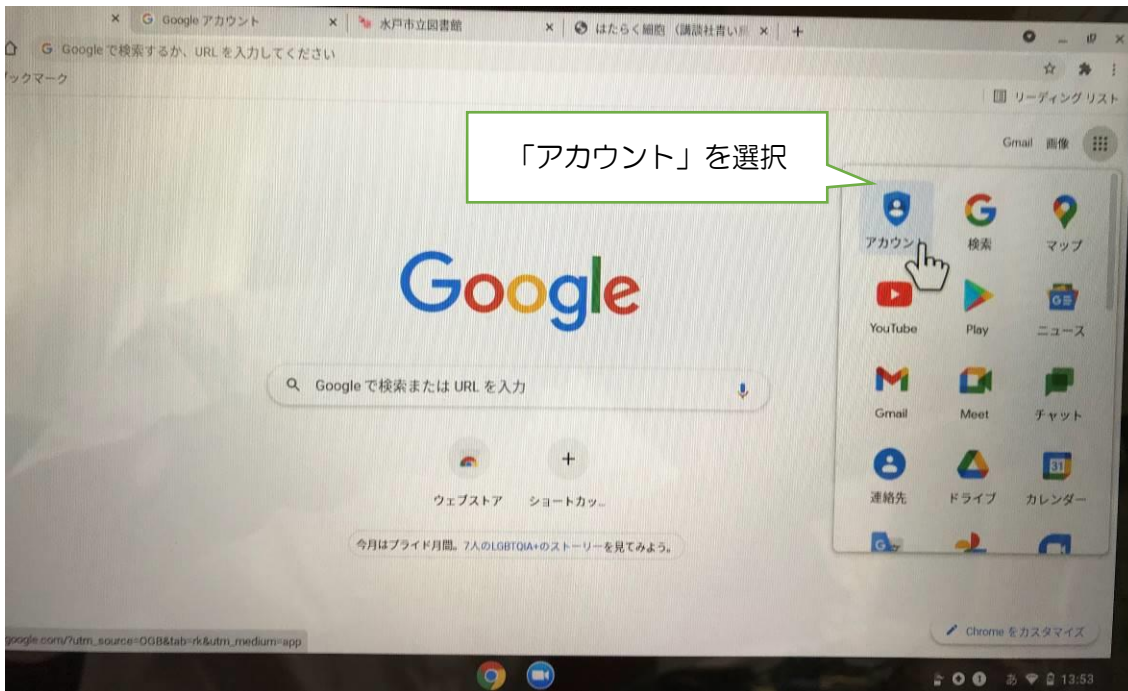 Google アカウント
水戸市立図書館
はたらく細胞 (講談社青い
Google で検索するか、URL を入力してください
ブックマーク
リーディング リスト
Gmail 画像
「アカウント」を選択
アカウント 検索 マップ
Google
YouTube Play ニュース
Google で検索または URL を入力
Gmail Meet チャット
31
ウェブストア ショートカッ...
連絡先 ドライブ カレンダー
今月はプライド月間。7人のLGBTQIA+のストーリーを見てみよう。
google.com/?utm_source=OGB&tab=rk&utm_medium=app
Chrome をカスタマイズ
あ 13:53